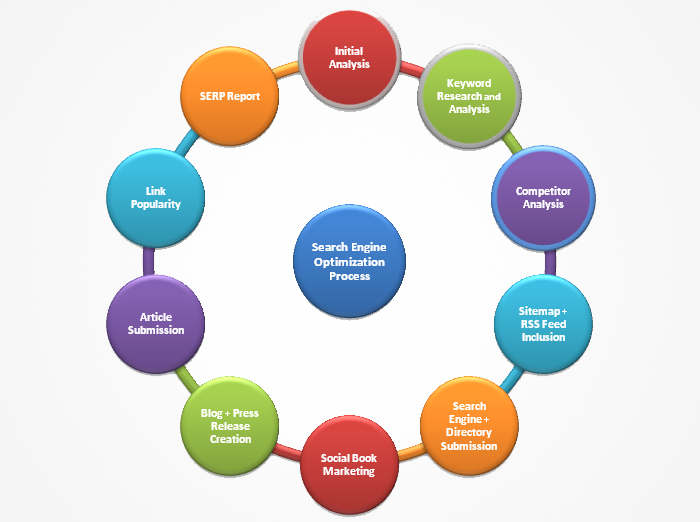 Initial
Analysis
Keyword
Research and
Analysis
Competitor
Analysis
Sitemap +
RSS Feed
Inclusion
Search
Engine +
Directory
Submission
Social Book
Marketing
Blog + Press
Release
Creation
Article
Submission
Link
Popularity
SERP Report
Search Engine
Optimization
Process